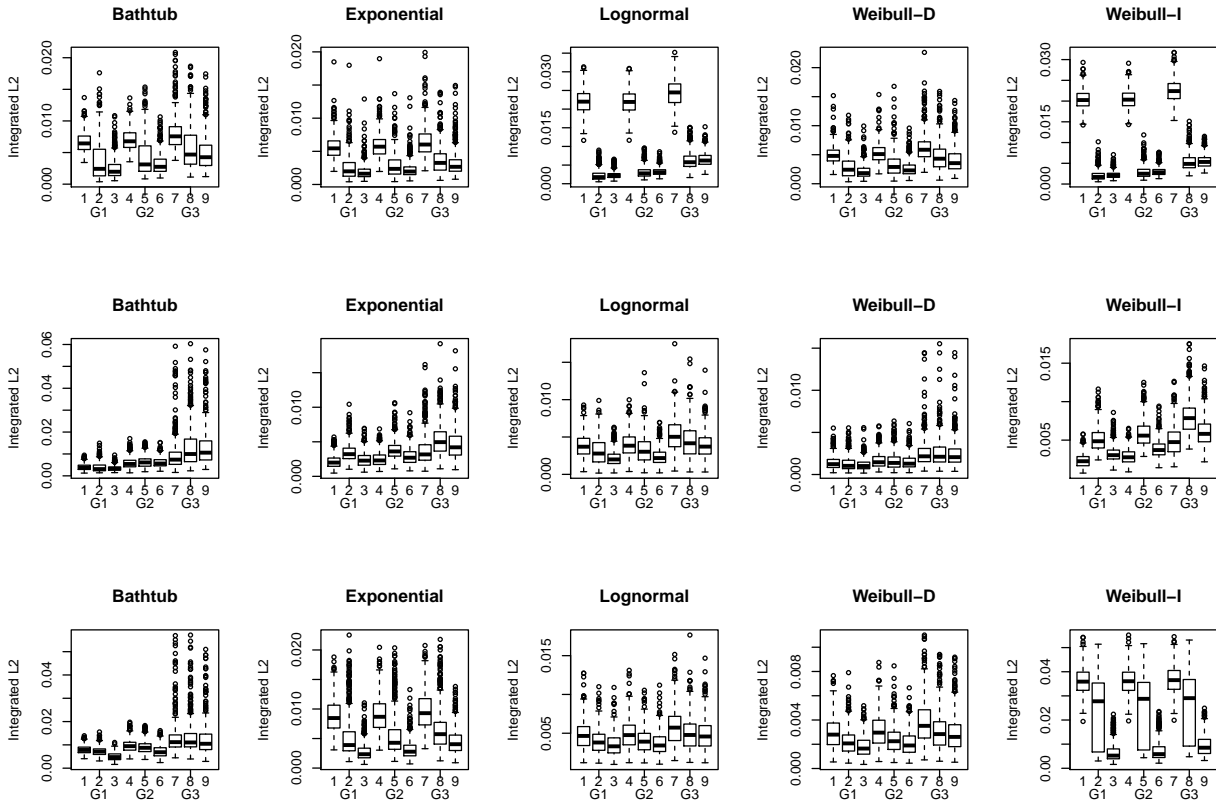 Bathtub
Integrated L2
0.000 0.010 0.020
1 2 3 4 5 6 7 8 9
G1 G2 G3
Exponential
Integrated L2
0.000 0.010 0.020
1 2 3 4 5 6 7 8 9
G1 G2 G3
Lognormal
Integrated L2
0.000 0.015 0.030
1 2 3 4 5 6 7 8 9
G1 G2 G3
Weibull−D
Integrated L2
0.000 0.010 0.020
1 2 3 4 5 6 7 8 9
G1 G2 G3
Weibull−I
Integrated L2
0.000 0.015 0.030
1 2 3 4 5 6 7 8 9
G1 G2 G3
Bathtub
Integrated L2
0.00 0.02 0.04 0.06
1 2 3 4 5 6 7 8 9
G1 G2 G3
Exponential
Integrated L2
0.000 0.010
1 2 3 4 5 6 7 8 9
G1 G2 G3
Lognormal
Integrated L2
0.000 0.010
1 2 3 4 5 6 7 8 9
G1 G2 G3
Weibull−D
Integrated L2
0.000 0.010
1 2 3 4 5 6 7 8 9
G1 G2 G3
Weibull−I
Integrated L2
0.005 0.015
1 2 3 4 5 6 7 8 9
G1 G2 G3
Bathtub
Integrated L2
0.00 0.02 0.04
1 2 3 4 5 6 7 8 9
G1 G2 G3
Exponential
Integrated L2
0.000 0.010 0.020
1 2 3 4 5 6 7 8 9
G1 G2 G3
Lognormal
Integrated L2
0.005 0.015
1 2 3 4 5 6 7 8 9
G1 G2 G3
Weibull−D
Integrated L2
0.000 0.004 0.008
1 2 3 4 5 6 7 8 9
G1 G2 G3
Weibull−I
Integrated L2
0.00 0.02 0.04
1 2 3 4 5 6 7 8 9
G1 G2 G3